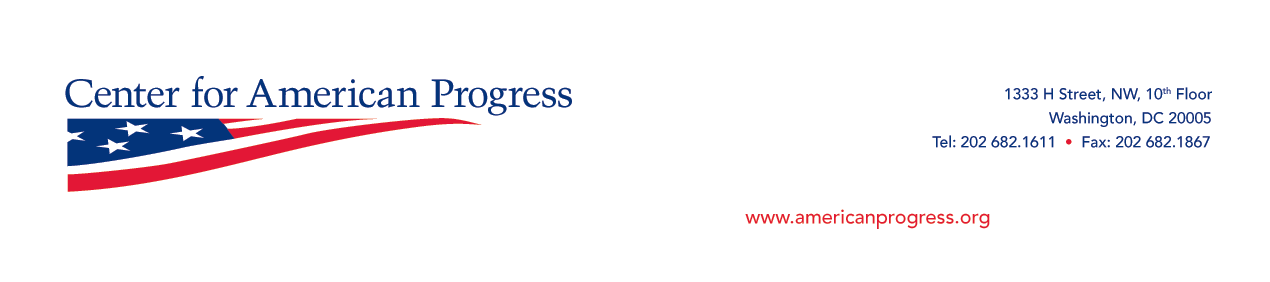 Center for American Progress
1333 H Street, NW, 10th Floor
Washington, DC 20005
Tel: 202 682.1611 • Fax: 202 682.1867
www.americanprogress.org